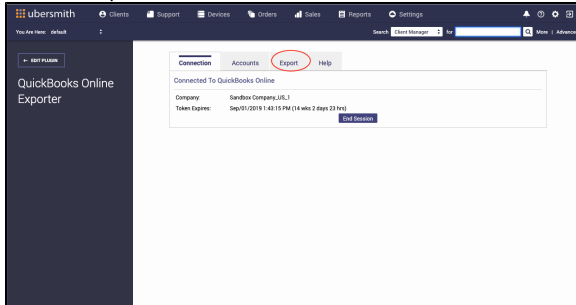 ubersmith Clients Support Devices Orders Sales Reports Settings
You Are Here: default Search Client Manager for More | Advance
← EDIT PLUGIN
QuickBooks Online
Exporter
Connection Accounts Export Help
Connected To QuickBooks Online
Company: Sandbox Company_US_1
Token Expires: Sep/01/2019 1:43:15 PM (14 wks 2 days 23 hrs)
End Session